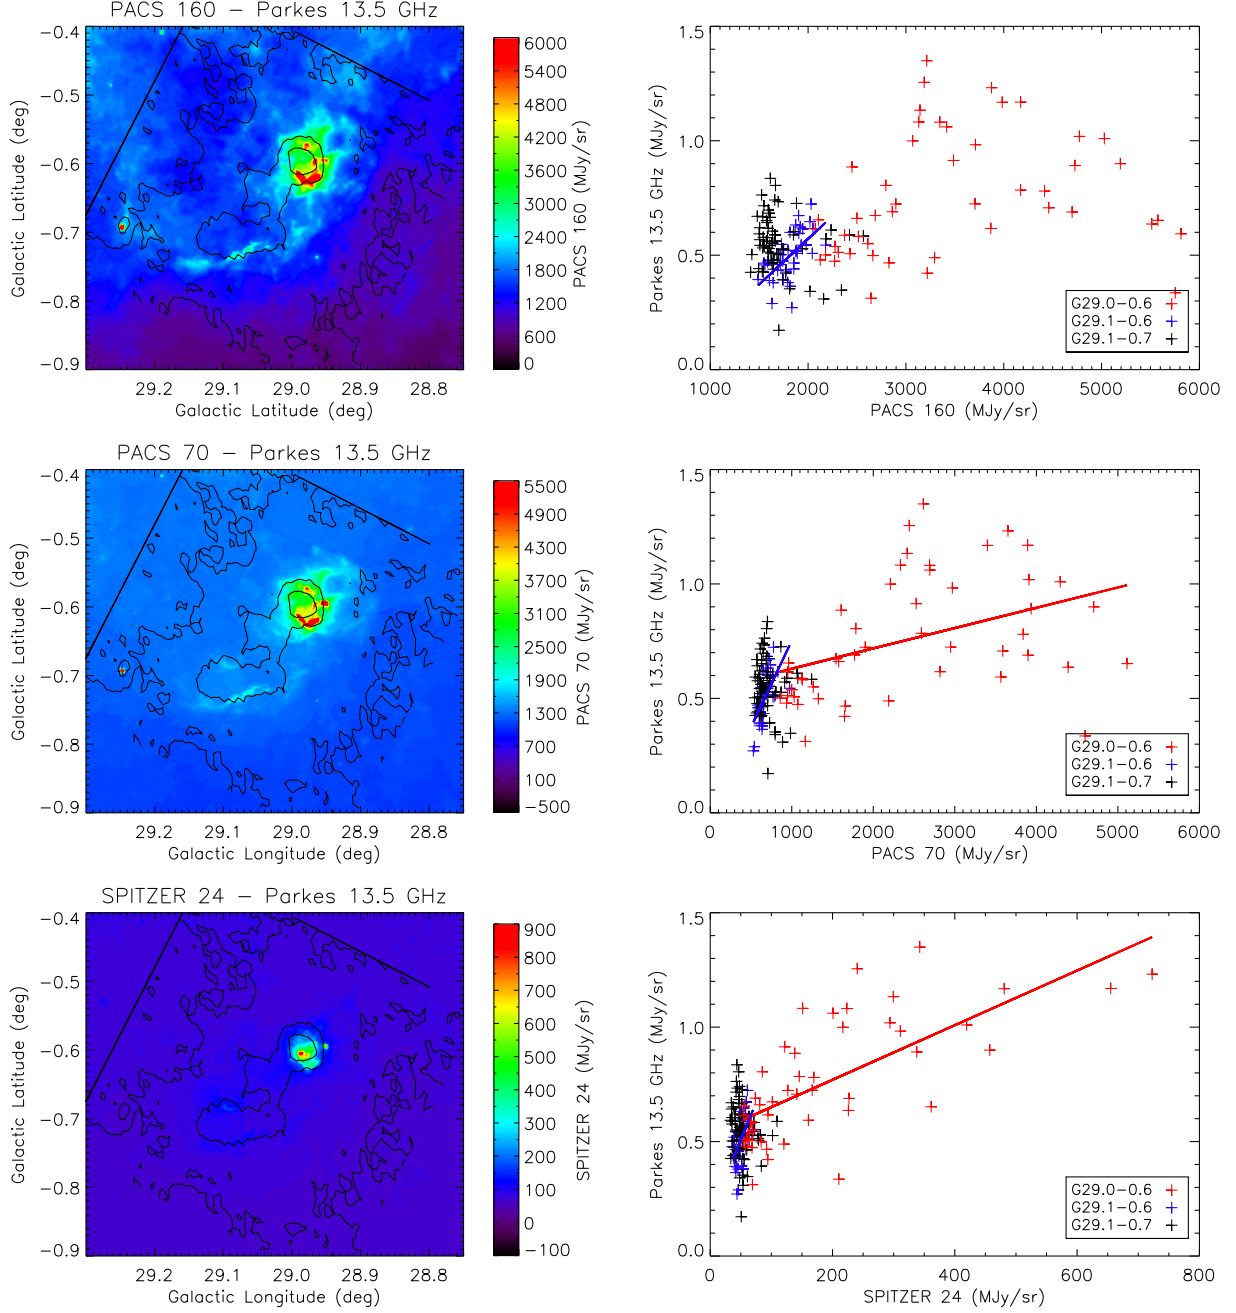 PACS 160 − Parkes 13.5 GHz
−0.4
−0.5
−0.6
−0.7
−0.8
−0.9
Galactic Latitude (deg)
29.2 29.1 29.0 28.9 28.8
Galactic Latitude (deg)
6000
5400
4800
4200
3600
3000
2400
1800
1200
600
0
PACS 160 (MJy/sr)
1.5
1.0
0.5
0.0
Parkes 13.5 GHz (MJy/sr)
G29.0−0.6
G29.1−0.6
G29.1−0.7
1000 2000 3000 4000 5000 6000
PACS 160 (MJy/sr)
PACS 70 − Parkes 13.5 GHz
−0.4
−0.5
−0.6
−0.7
−0.8
−0.9
Galactic Latitude (deg)
29.2 29.1 29.0 28.9 28.8
Galactic Longitude (deg)
5500
4900
4300
3700
3100
2500
1900
1300
700
100
−500
PACS 70 (MJy/sr)
1.5
1.0
0.5
0.0
Parkes 13.5 GHz (MJy/sr)
G29.0−0.6
G29.1−0.6
G29.1−0.7
0 1000 2000 3000 4000 5000 6000
PACS 70 (MJy/sr)
SPITZER 24 − Parkes 13.5 GHz
−0.4
−0.5
−0.6
−0.7
−0.8
−0.9
Galactic Latitude (deg)
29.2 29.1 29.0 28.9 28.8
Galactic Longitude (deg)
900
800
700
600
500
400
300
200
100
0
−100
SPITZER 24 (MJy/sr)
1.5
1.0
0.5
0.0
Parkes 13.5 GHz (MJy/sr)
G29.0−0.6
G29.1−0.6
G29.1−0.7
0 200 400 600 800
SPITZER 24 (MJy/sr)